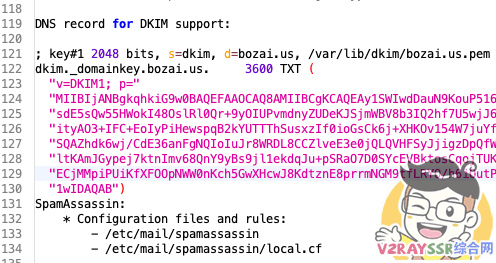 118
119 DNS record for DKIM support:
120
121 ; key#1 2048 bits, s=dkim, d=bozai.us, /var/lib/dkim/bozai.us.pem
122 dkim._domainkey.bozai.us. 3600 TXT (
123 "v=DKIM1; p="
124 "MIIBIjANBgkqhkiG9w0BAQEFAAOCAQ8AMIIBCgKCAQEAy1SWIwdDauN9KouP516
125 "sdE5sQw55HWokI48OslRl0Qr+9yOIUPvmdnyZUDeKJSjmWBV8b3IQ2hf7U5wjJ6
126 "ityAO3+IFC+EoIyPiHewspqB2kYUTTThSusxzIf0ioGsCk6j+XHKOv154W7juYf
127 "SQAZhdk6wj/CdE36anFgNQIoIuJr8WRDL8CCZlveE3e0jQLQVHFSyJjigzDpQfW
128 "ltKAmJGypej7ktnImv68QnY9yBs9jl1ekdqJu+pSRaO7D0SYcEVBktosCqojTUK
129 "ECjMMpiPUiKfXFOOpNWW0nKch5GwXHcwJ8KdtznE8prrmNGM9
130 "1wIDAQAB")
131 SpamAssassin:
132 * Configuration files and rules:
133 - /etc/mail/spamassassin
134 - /etc/mail/spamassassin/local.cf
V2RAYSSR综合网